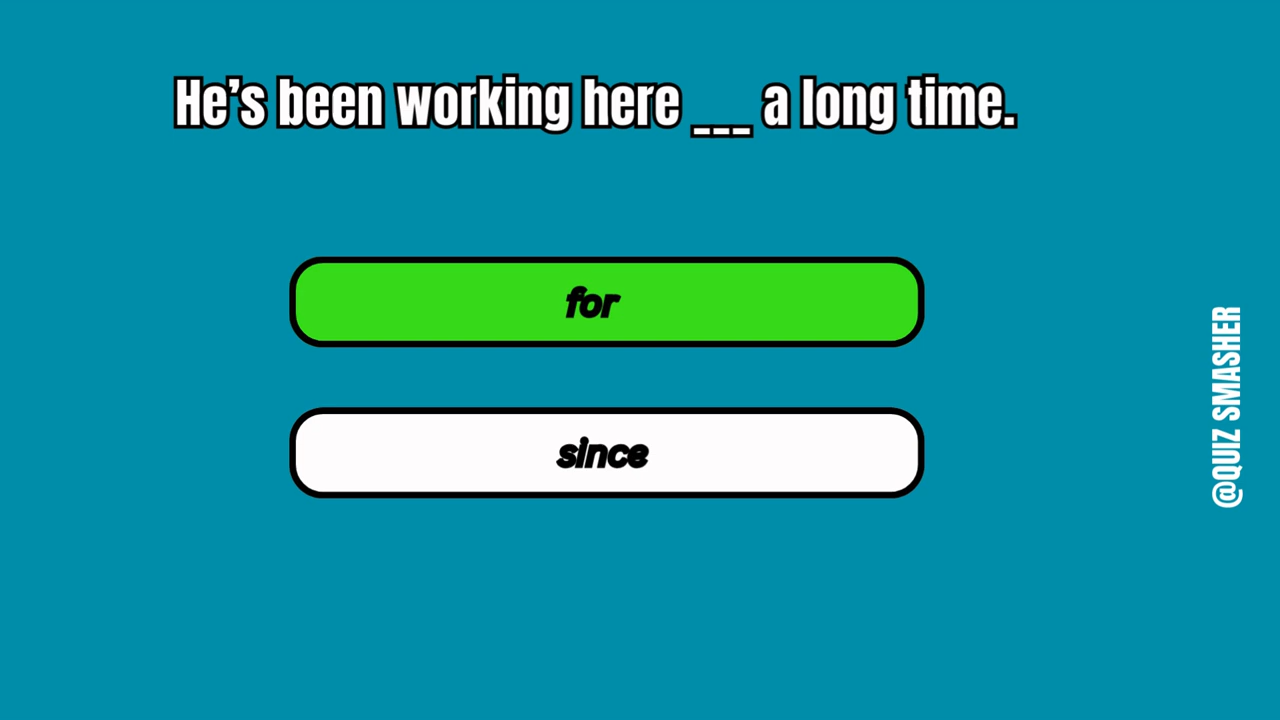 He’s been working here ___ a long time.
for
since
@QUIZ SMASHER